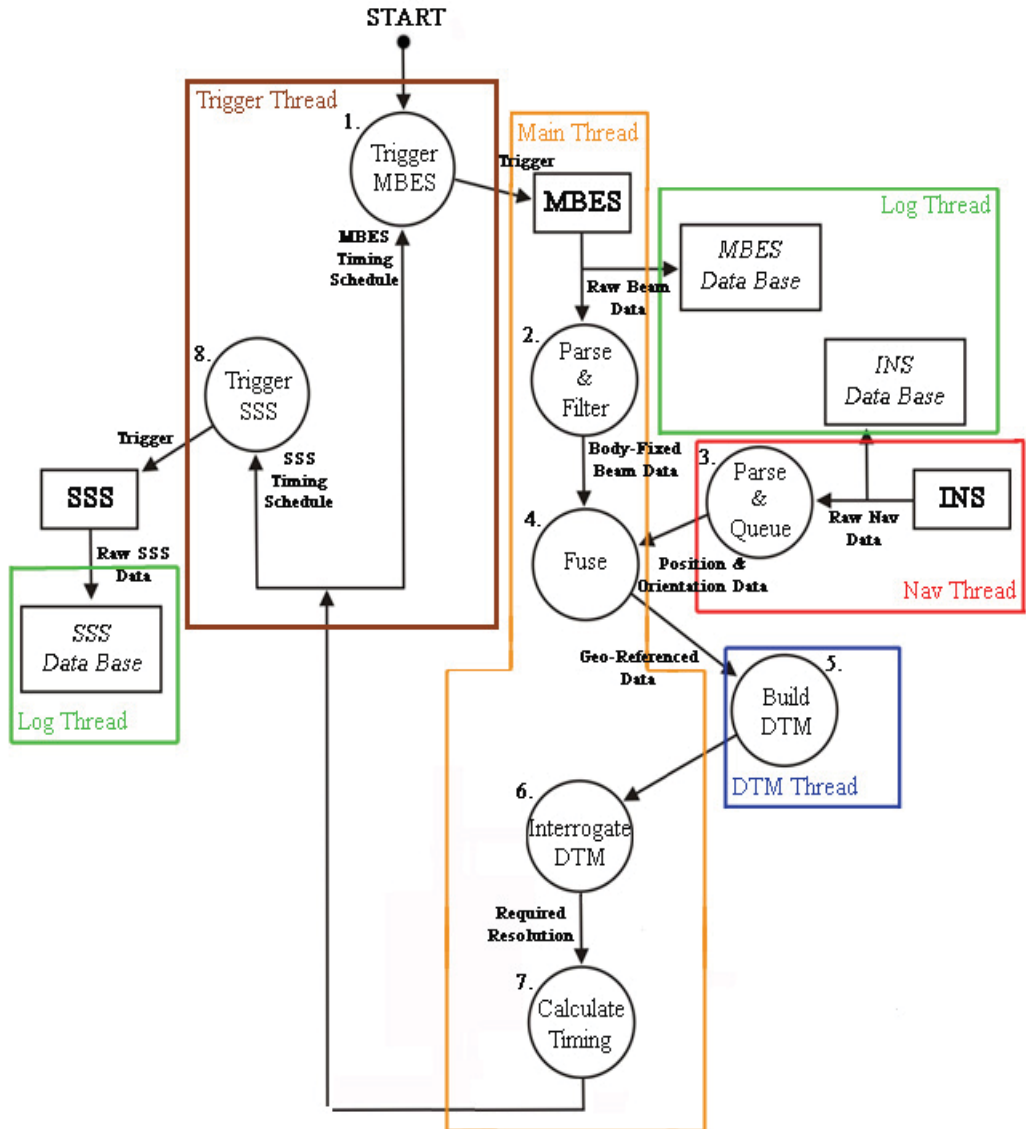 START
Trigger Thread
1.
Trigger
MBES
Trigger
Main Thread
MBES
Log Thread
MBES
Data Base
Raw Beam
Data
MBES
Timing
Schedule
2.
Parse
&
Filter
INS
Data Base
8.
Trigger
SSS
Trigger
SSS
Timing
Schedule
Body-Fixed
Beam Data
3.
Parse
&
Queue
Raw Nav
Data
INS
Nav Thread
SSS
Raw SSS
Data
SSS
Data Base
Log Thread
4.
Fuse
Position &
Orientation Data
Geo-Referenced
Data
5.
Build
DTM
DTM Thread
6.
Interrogate
DTM
Required
Resolution
7.
Calculate
Timing